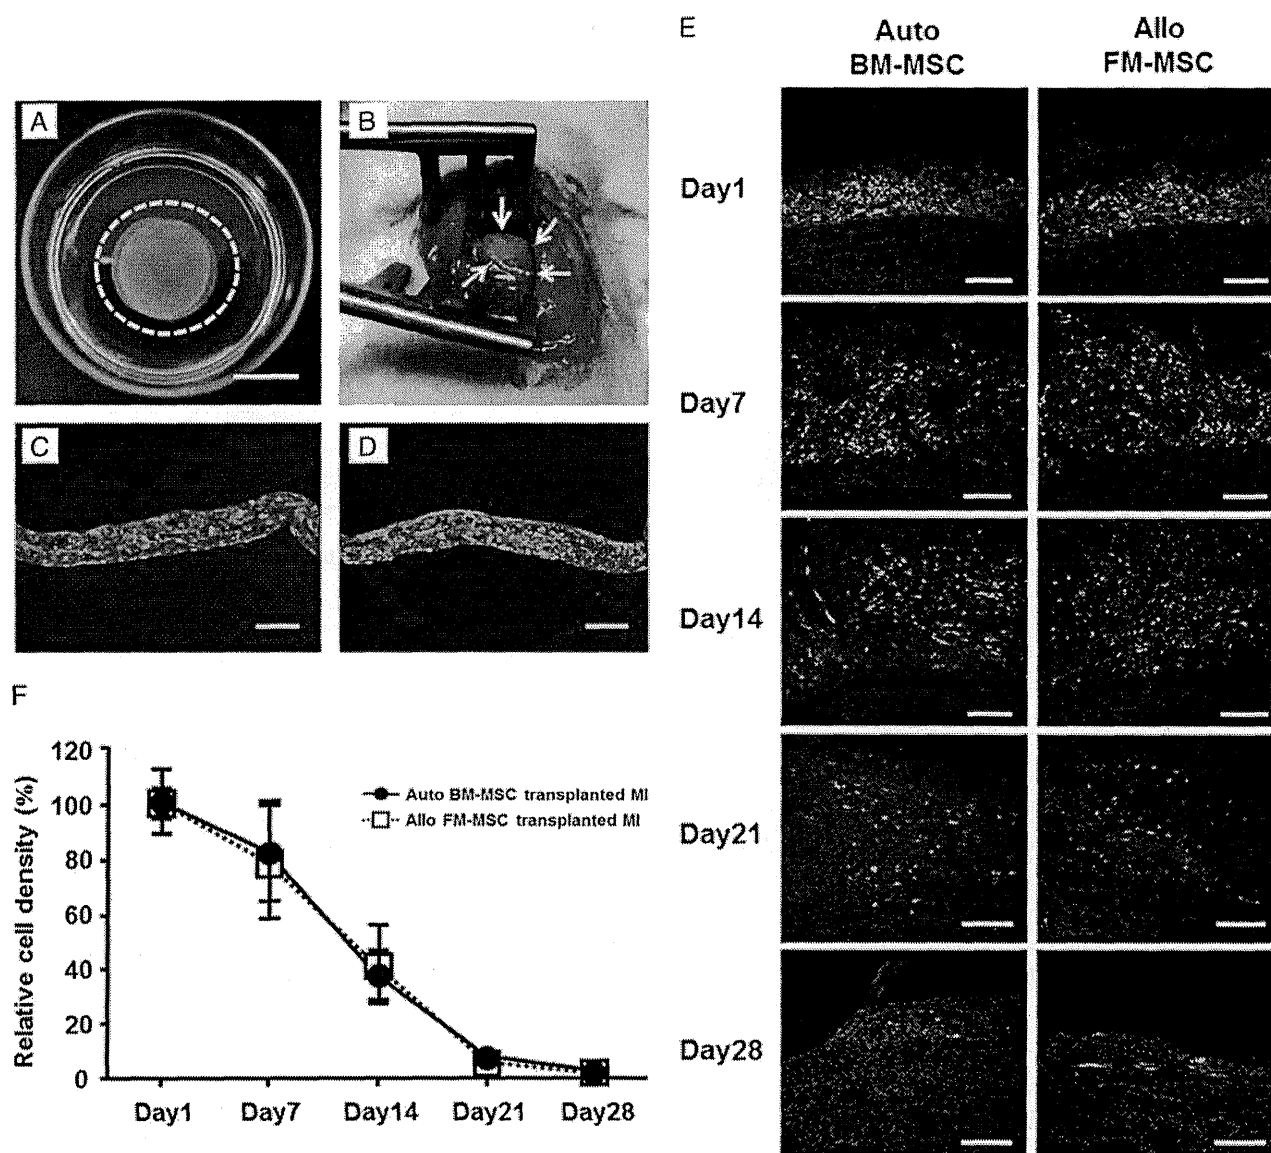 A
B
C
D
E
Auto
BM-MSC
Allo
FM-MSC
Day1
Day7
Day14
Day21
Day28
F
Relative cell density (%)
120
100
80
60
40
20
0
Auto BM-MSC transplanted MI
Allo FM-MSC transplanted MI
Day1 Day7 Day14 Day21 Day28